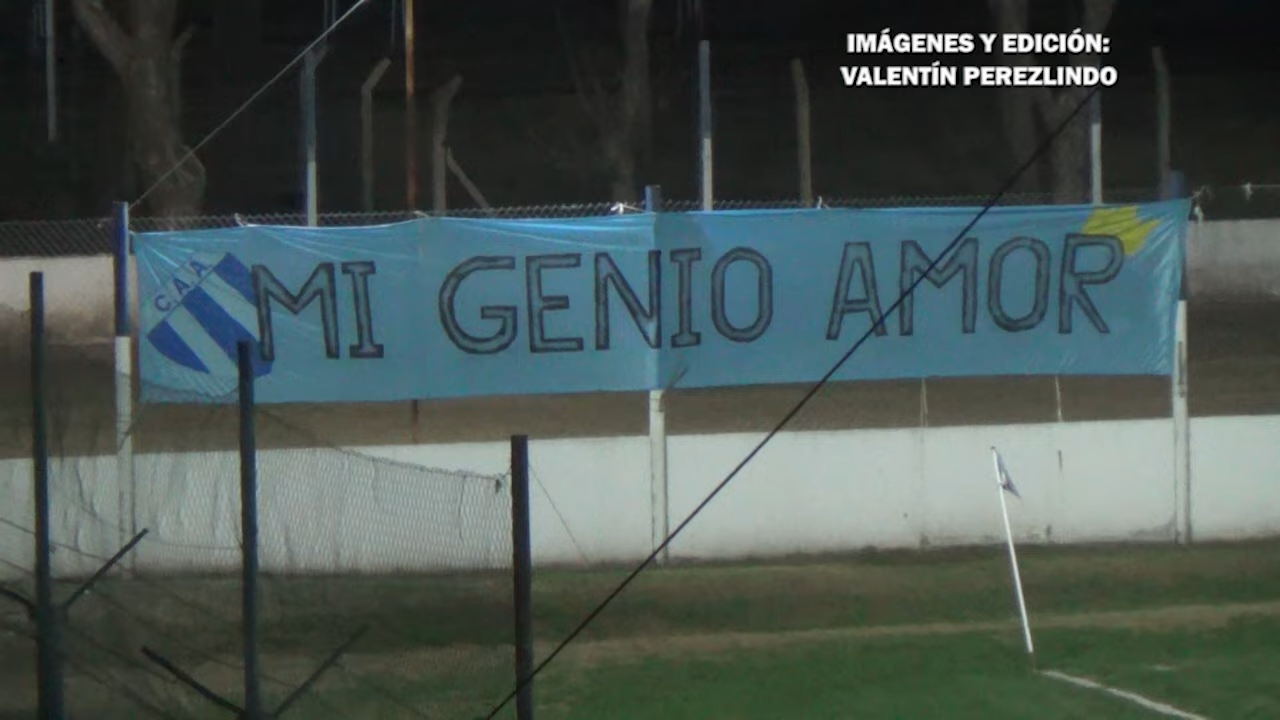 IMÁGENES Y EDICIÓN:
VALENTÍN PEREZLINDO
C.A.A
MI GENIO AMOR